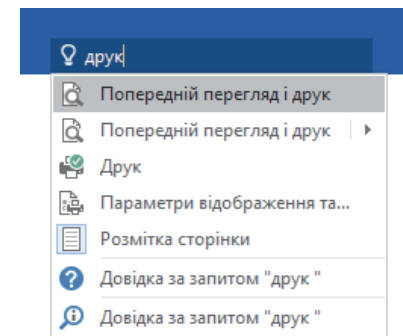 друк
Попередній перегляд і друк
Попередній перегляд і друк
Друк
Параметри відображення та...
Розмітка сторінки
Довідка за запитом "друк "
Довідка за запитом "друк "